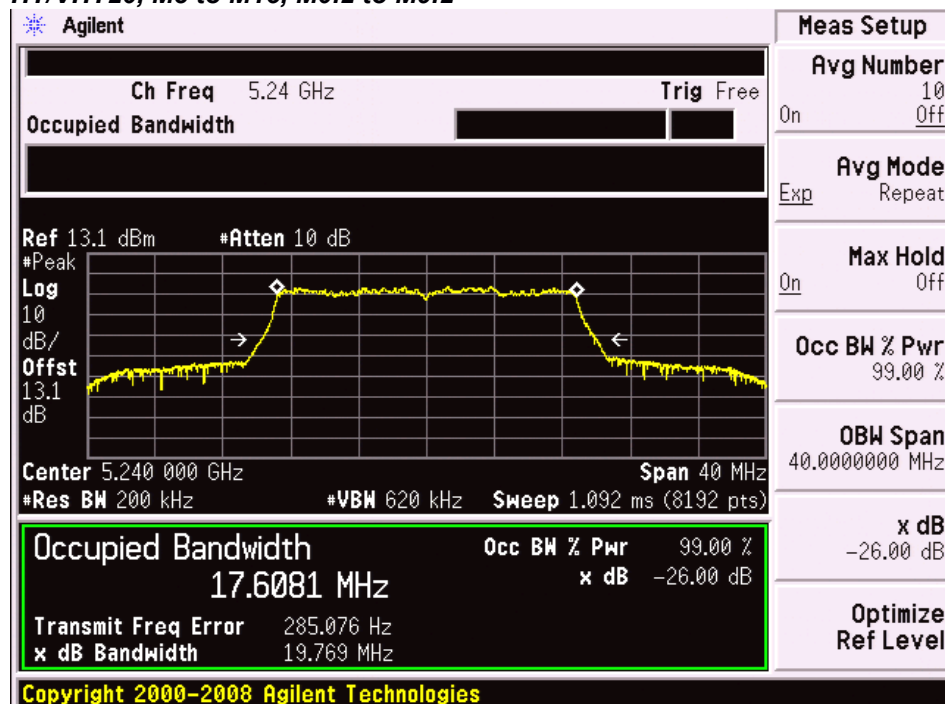 Agilent
Meas Setup
Ch Freq 5.24 GHz Trig Free
Occupied Bandwidth
Ref 13.1 dBm #Atten 10 dB
#Peak
Log
10
dB/
Offst
13.1
dB
Center 5.240 000 GHz Span 40 MHz
#Res BW 200 kHz #VBW 620 kHz Sweep 1.092 ms (8192 pts)
Occupied Bandwidth Occ BW % Pwr 99.00 %
17.6081 MHz x dB -26.00 dB
Transmit Freq Error 285.076 Hz
x dB Bandwidth 19.769 MHz
Copyright 2000-2008 Agilent Technologies
Avg Number
10
On Off
Avg Mode
Exp Repeat
Max Hold
On Off
Occ BW % Pwr
99.00 %
OBW Span
40.0000000 MHz
x dB
-26.00 dB
Optimize
Ref Level